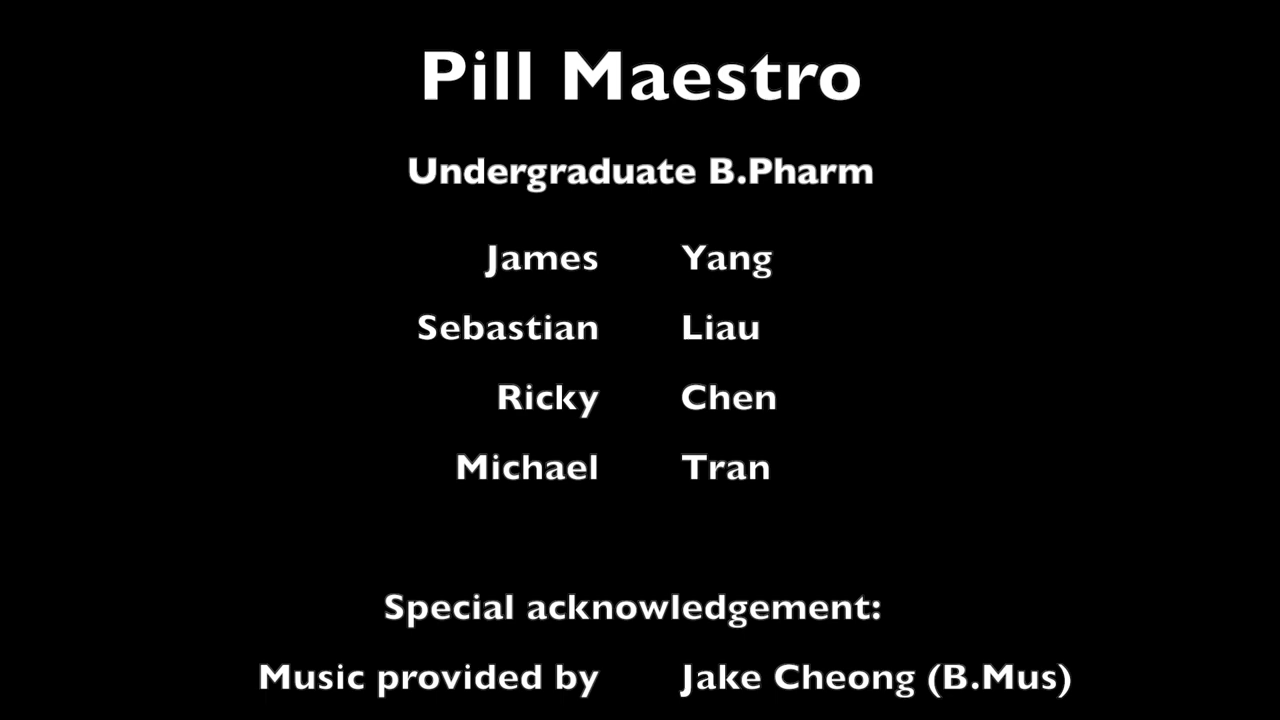 Pill Maestro
Undergraduate B.Pharm
James Yang
Sebastian Liau
Ricky Chen
Michael Tran
Special acknowledgement:
Music provided by Jake Cheong (B.Mus)